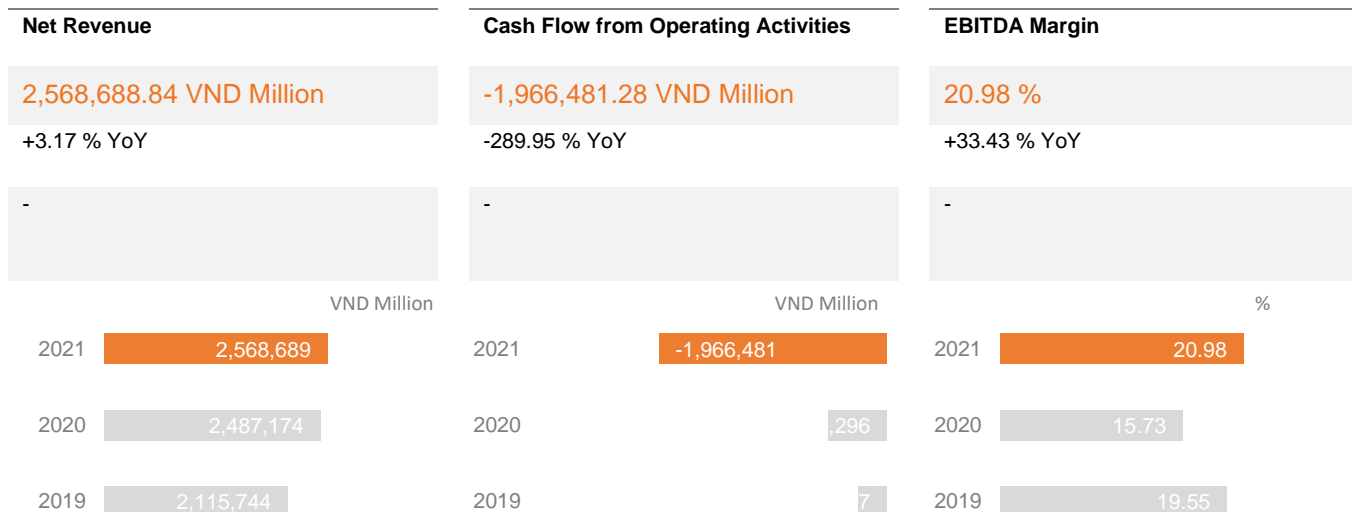 Net Revenue
2,568,688.84 VND Million
+3.17 % YoY
-
VND Million
2021 2,568,689
2020 2,487,174
2019 2,115,744
Cash Flow from Operating Activities
-1,966,481.28 VND Million
-289.95 % YoY
-
VND Million
2021 -1,966,481
2020 ,296
2019 7
EBITDA Margin
20.98 %
+33.43 % YoY
-
%
2021 20.98
2020 15.73
2019 19.55